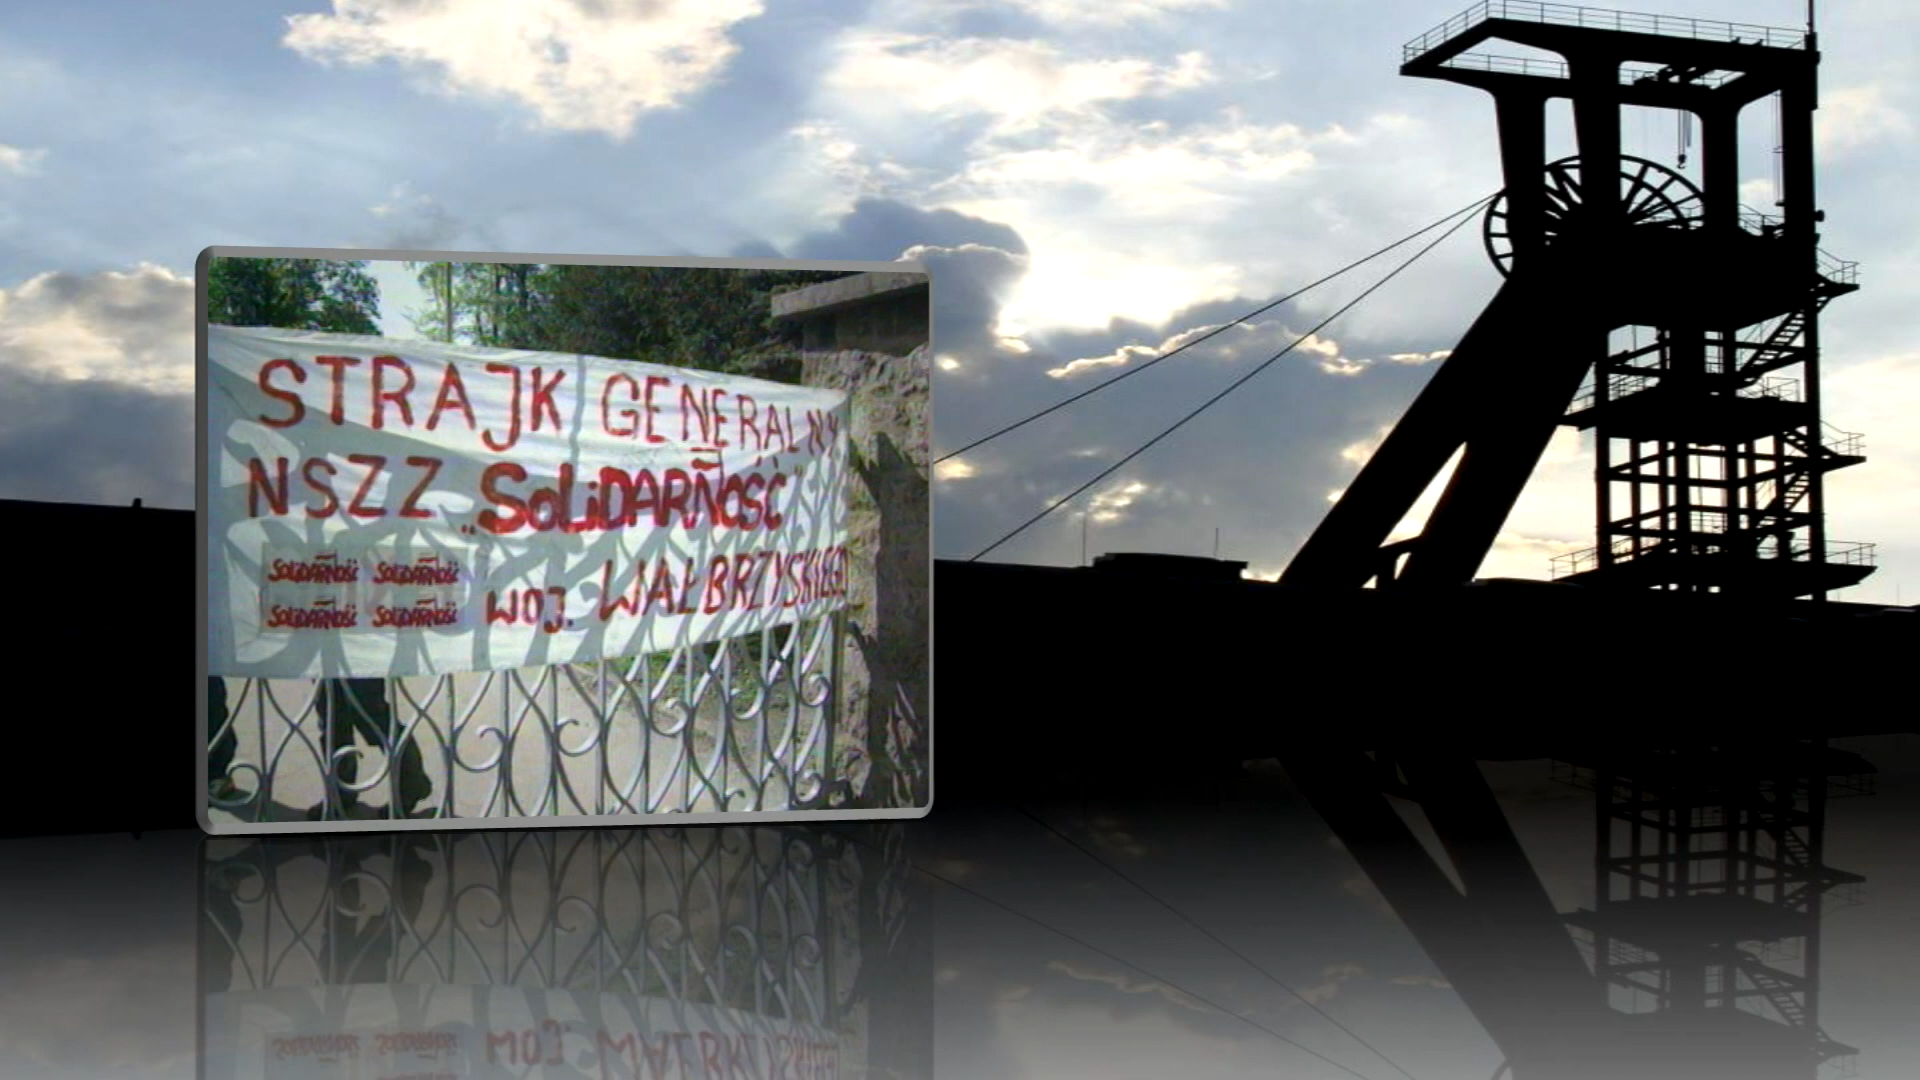 STRAJK GENERALNY
NSZZ „SOLiDARNOŚĆ"
SOLIDARNOŚĆ SOLIDARNOŚĆ
SOLIDARNOŚĆ SOLIDARNOŚĆ
WOJ. WAŁBRZYSKIEGO